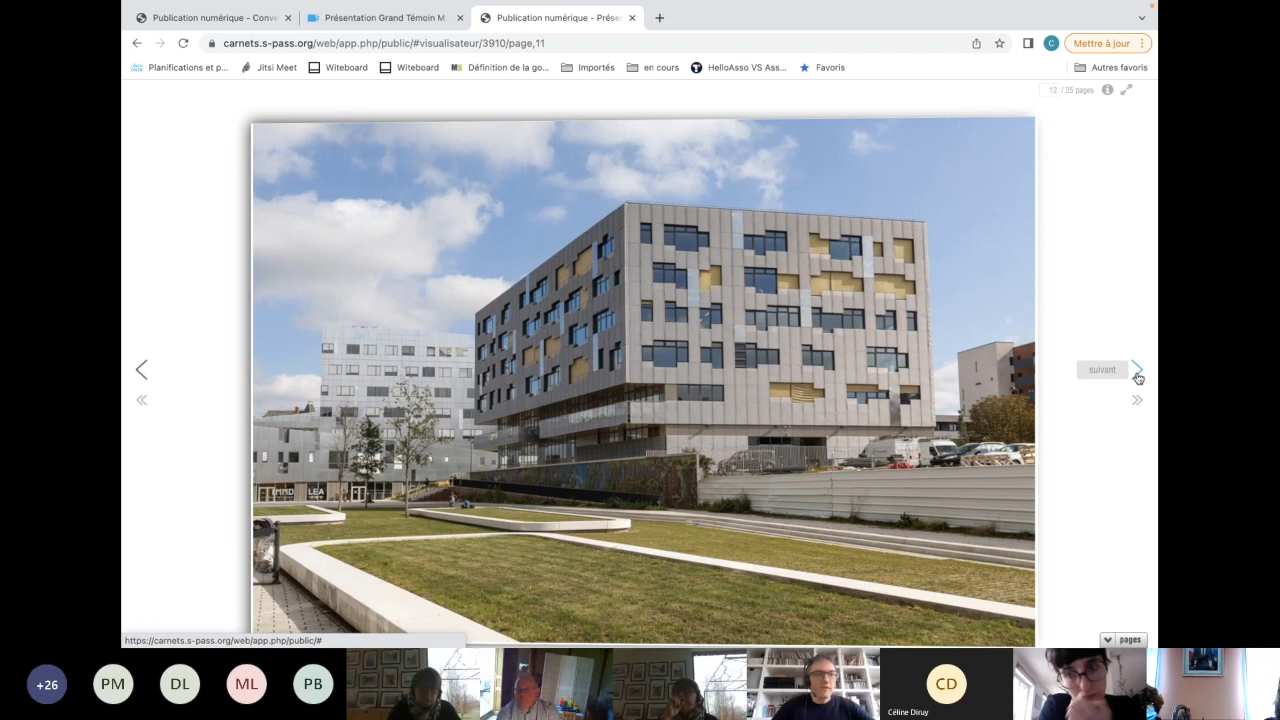 Publication numérique - Conve
Présentation Grand Témoin M.
Publication numérique - Prése
carnets.s-pass.org/web/app.php/public/#visualisateur/3910/page,11
C
Mettre à jour
Planifications et p...
Jitsi Meet
Witeboard
Witeboard
Définition de la go...
Importés
en cours
HelloAsso VS Ass...
Favoris
Autres favoris
12 / 25 pages
suivant
LEA
https://carnets.s-pass.org/web/app.php/public/#
pages
+26
PM
DL
ML
PB
CD
Céline Diruy